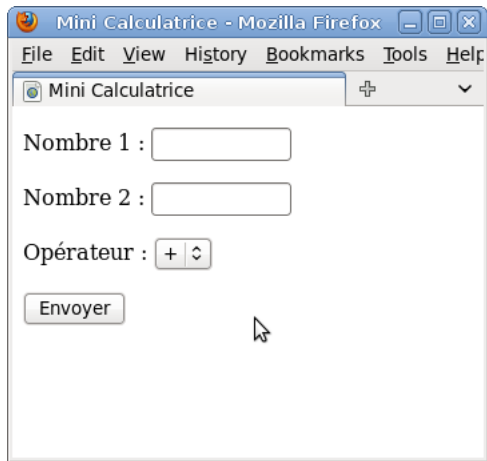 Mini Calculatrice - Mozilla Firefox
File Edit View History Bookmarks Tools Help
Mini Calculatrice
Nombre 1 :
Nombre 2 :
Opérateur : +
Envoyer